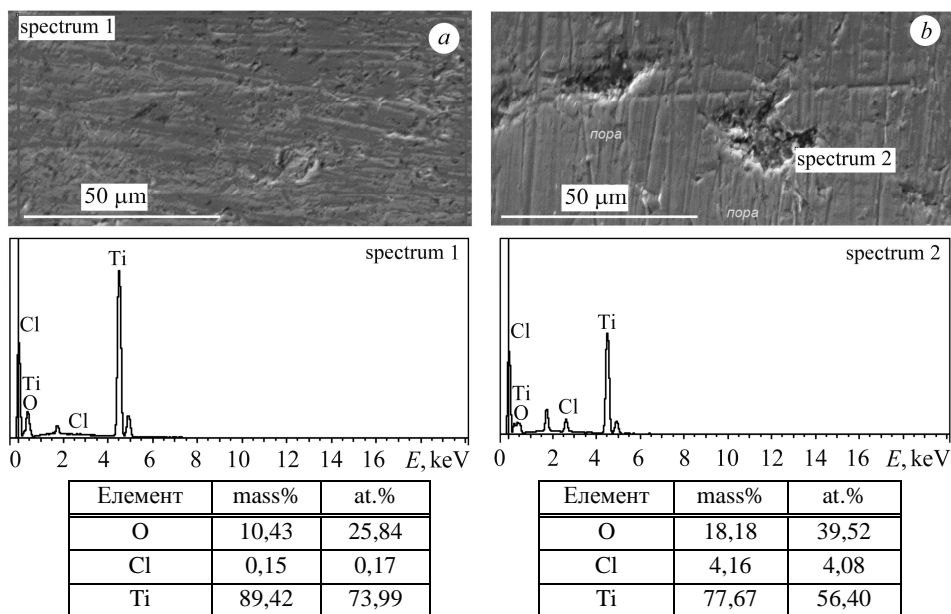 spectrum 1
a
50 µm
b
пора
spectrum 2
50 µm
пора
spectrum 1
Ti
Cl
Ti
O
Cl
0 2 4 6 8 10 12 14 16 E, keV
spectrum 2
Ti
Cl
Ti
O
Cl
0 2 4 6 8 10 12 14 16 E, keV
Елемент mass% at.%
O 10,43 25,84
Cl 0,15 0,17
Ti 89,42 73,99
Елемент mass% at.%
O 18,18 39,52
Cl 4,16 4,08
Ti 77,67 56,40